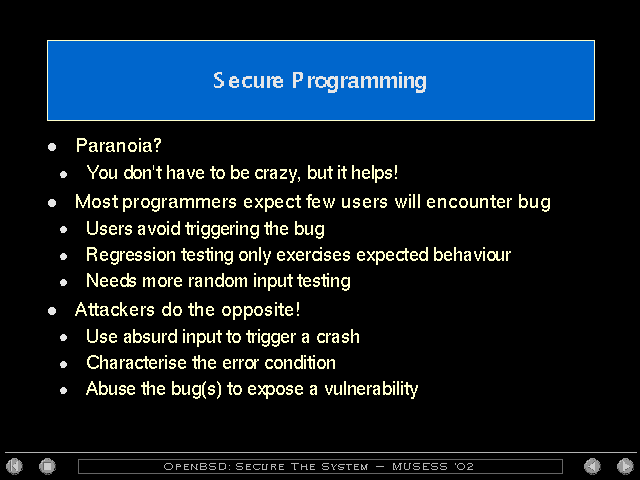 Secure Programming
Paranoia?
You don't have to be crazy, but it helps!
Most programmers expect few users will encounter bug
Users avoid triggering the bug
Regression testing only exercises expected behaviour
Needs more random input testing
Attackers do the opposite!
Use absurd input to trigger a crash
Characterise the error condition
Abuse the bug(s) to expose a vulnerability
OpenBSD: Secure The System – MUSESS '02